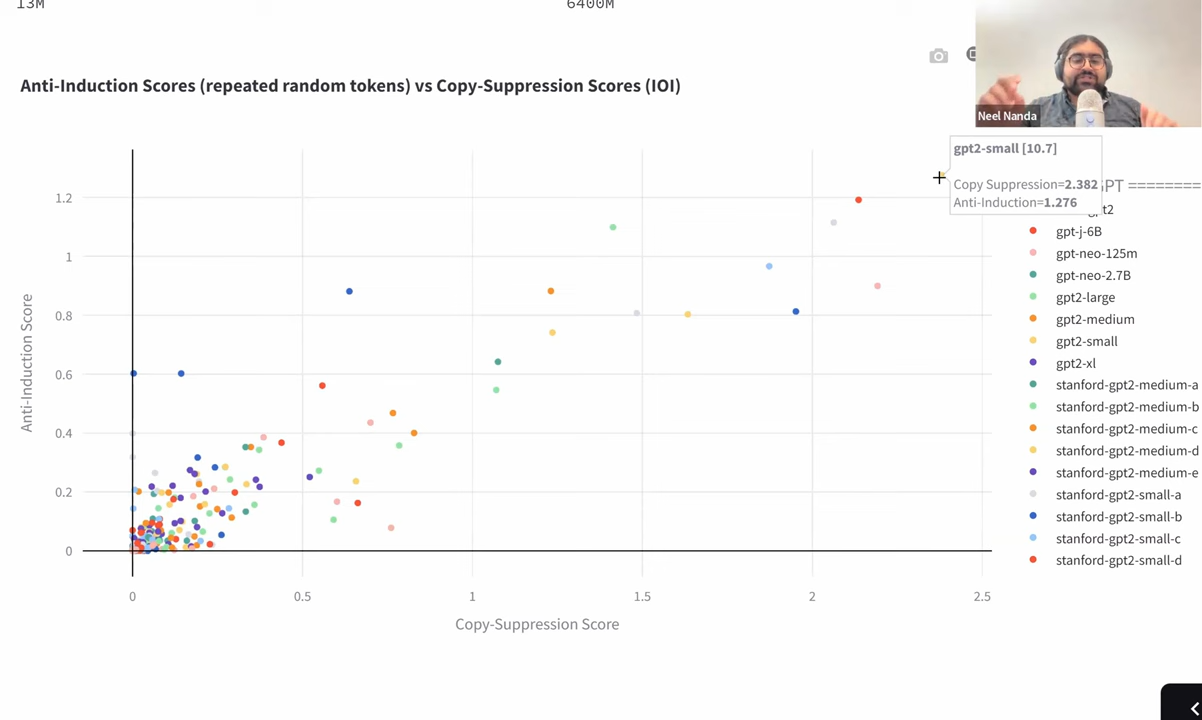 13M
6400M
Anti-Induction Scores (repeated random tokens) vs Copy-Suppression Scores (IOI)
Neel Nanda
gpt2-small [10.7]
Copy Suppression=2.382
Anti-Induction=1.276
GPT ========
pt2
gpt-j-6B
gpt-neo-125m
gpt-neo-2.7B
gpt2-large
gpt2-medium
gpt2-small
gpt2-xl
stanford-gpt2-medium-a
stanford-gpt2-medium-b
stanford-gpt2-medium-c
stanford-gpt2-medium-d
stanford-gpt2-medium-e
stanford-gpt2-small-a
stanford-gpt2-small-b
stanford-gpt2-small-c
stanford-gpt2-small-d
Anti-Induction Score
1.2
1
0.8
0.6
0.4
0.2
0
0 0.5 1 1.5 2 2.5
Copy-Suppression Score